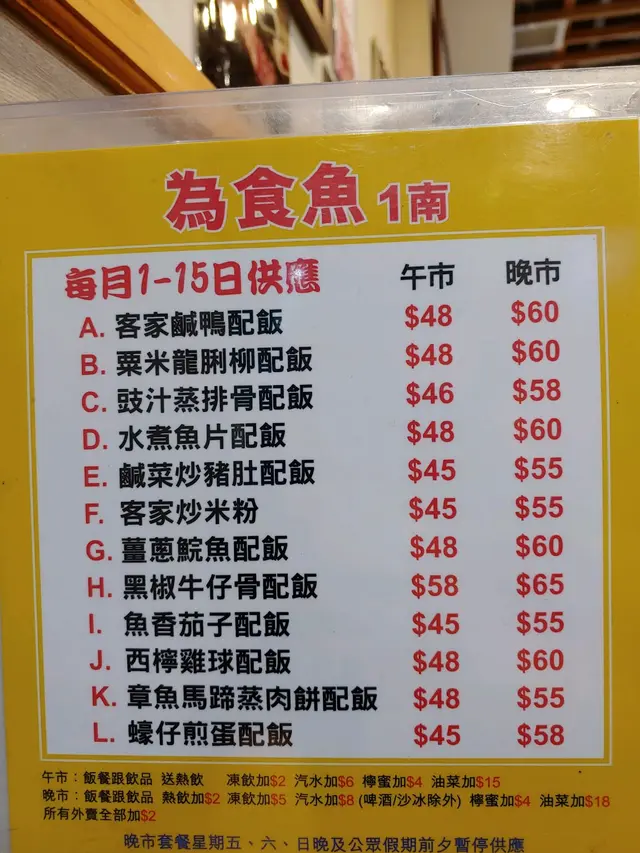 為食魚 1南
每月1-15日供應 午市 晚市
A. 客家鹹鴨配飯 $48 $60
B. 粟米龍脷柳配飯 $48 $60
C. 豉汁蒸排骨配飯 $46 $58
D. 水煮魚片配飯 $48 $60
E. 鹹菜炒豬肚配飯 $45 $55
F. 客家炒米粉 $45 $55
G. 薑蔥鯇魚配飯 $48 $60
H. 黑椒牛仔骨配飯 $58 $65
I. 魚香茄子配飯 $45 $55
J. 西檸雞球配飯 $48 $60
K. 章魚馬蹄蒸肉餅配飯 $48 $55
L. 蠔仔煎蛋配飯 $45 $58
午市：飯餐跟飲品 送熱飲 凍飲加$2 汽水加$6 檸蜜加$4 油菜加$15
晚市：飯餐跟飲品 熱飲加$2 凍飲加$5 汽水加$8 (啤酒/沙冰除外) 檸蜜加$4 油菜加$18
所有外賣全部加$2
晚市套餐星期五、六、日晚及公眾假期前夕暫停供應